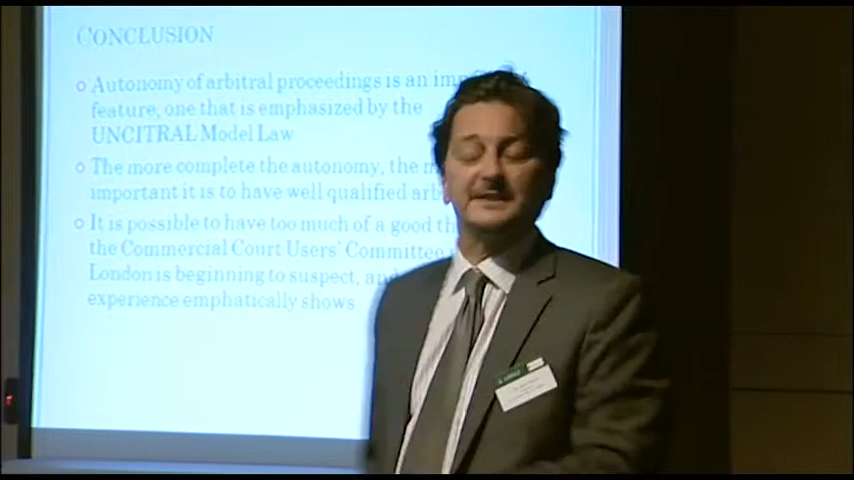 CONCLUSION
Autonomy of arbitral proceedings is an
feature, one that is emphasized by the
UNCITRAL Model Law
The more complete the autonomy, the
important it is to have well qualified
It is possible to have too much of a good
the Commercial Court Users' Committee
London is beginning to suspect, and
experience emphatically shows